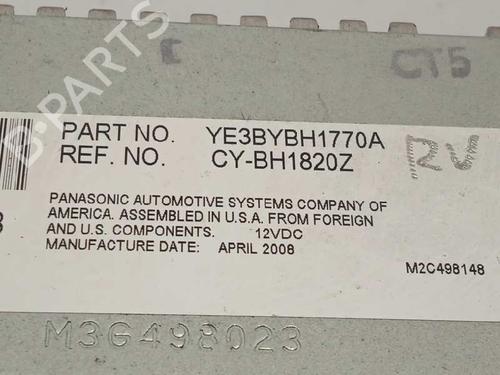 C
CT5
PART NO. YE3BYBH1770A
REF. NO. CY-BH1820Z
B-PARTS
PANASONIC AUTOMOTIVE SYSTEMS COMPANY OF
AMERICA. ASSEMBLED IN U.S.A. FROM FOREIGN
AND U.S. COMPONENTS. 12VDC
MANUFACTURE DATE: APRIL 2008
M2C498148
M3G498023